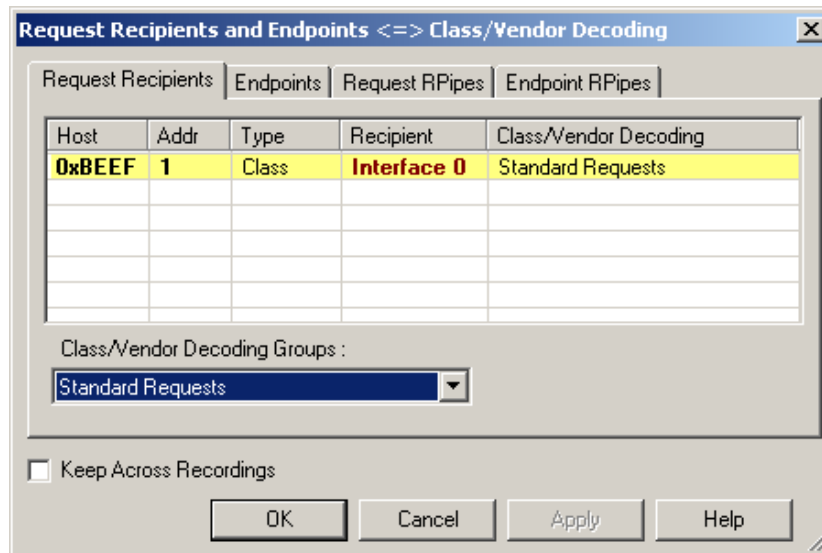 Request Recipients and Endpoints <=> Class/Vendor Decoding
Request Recipients Endpoints Request RPipes Endpoint RPipes
Host Addr Type Recipient Class/Vendor Decoding
0xBEEF 1 Class Interface 0 Standard Requests
Class/Vendor Decoding Groups :
Standard Requests
Keep Across Recordings
OK Cancel Apply Help